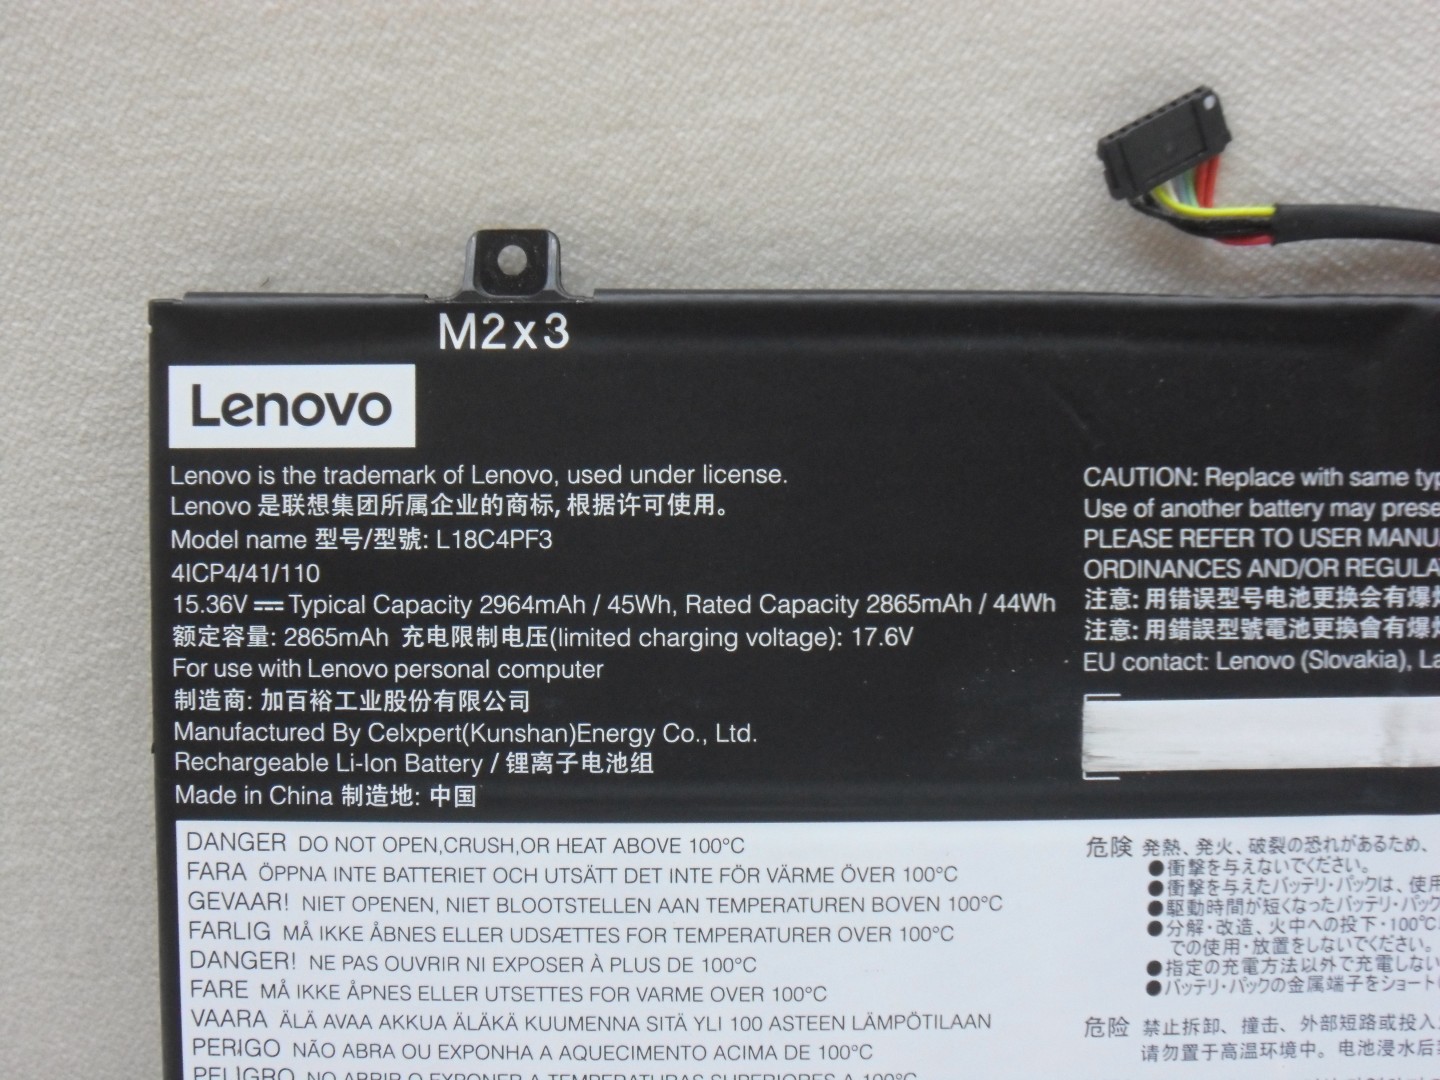 M2x3
Lenovo
Lenovo is the trademark of Lenovo, used under license.
Lenovo 是联想集团所属企业的商标, 根据许可使用。
Model name 型号/型號: L18C4PF3
4ICP4/41/110
15.36V ⎓ Typical Capacity 2964mAh / 45Wh, Rated Capacity 2865mAh / 44Wh
额定容量: 2865mAh 充电限制电压(limited charging voltage): 17.6V
For use with Lenovo personal computer
制造商: 加百裕工业股份有限公司
Manufactured By Celxpert(Kunshan)Energy Co., Ltd.
Rechargeable Li-Ion Battery / 锂离子电池组
Made in China 制造地: 中国
CAUTION: Replace with same
Use of another battery may
PLEASE REFER TO USER
ORDINANCES AND/OR
注意: 用错误型号电池更换会有爆
注意: 用錯誤型號電池更換會有爆
EU contact: Lenovo (Slovakia),
DANGER DO NOT OPEN,CRUSH,OR HEAT ABOVE 100°C
FARA ÖPPNA INTE BATTERIET OCH UTSÄTT DET INTE FÖR VÄRME ÖVER 100°C
GEVAAR! NIET OPENEN, NIET BLOOTSTELLEN AAN TEMPERATUREN BOVEN 100°C
FARLIG MÅ IKKE ÅBNES ELLER UDSÆTTES FOR TEMPERATURER OVER 100°C
DANGER! NE PAS OUVRIR NI EXPOSER À PLUS DE 100°C
FARE MÅ IKKE ÅPNES ELLER UTSETTES FOR VARME OVER 100°C
VAARA ÄLÄ AVAA AKKUA ÄLÄKÄ KUUMENNA SITÄ YLI 100 ASTEEN LÄMPÖTILAAN
PERIGO NÃO ABRA OU EXPONHA A AQUECIMENTO ACIMA DE 100°C
PELIGRO NO ABRIR O EXPONER A TEMPERATURAS SUPERIORES A 100°C
危険 発熱、発火、破裂の恐れがあるため、
●衝撃を与えないでください。
●衝撃を与えたバッテリ・パックは、使用
●駆動時間が短くなったバッテリ・パック
●分解・改造、火中への投下・100°C
での使用・放置をしないでください。
●指定の充電方法以外で充電しない
●バッテリ・パックの金属端子をショート
危险 禁止拆卸、撞击、外部短路或投入
请勿置于高温环境中。电池浸水后